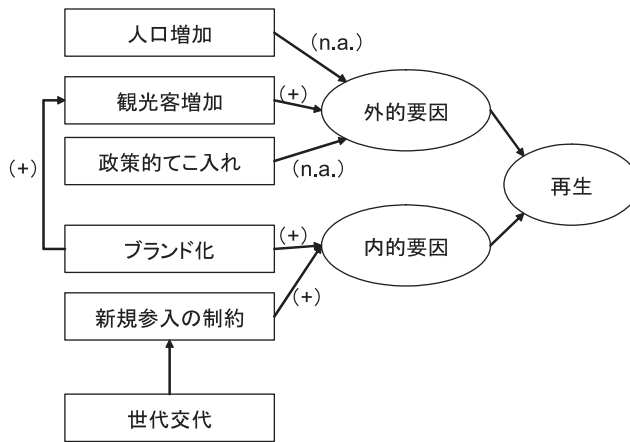 人口増加
(n.a.)
観光客増加
(+)
外的要因
政策的てこ入れ
(n.a.)
(+)
再生
ブランド化
(+)
内的要因
新規参入の制約
(+)
世代交代